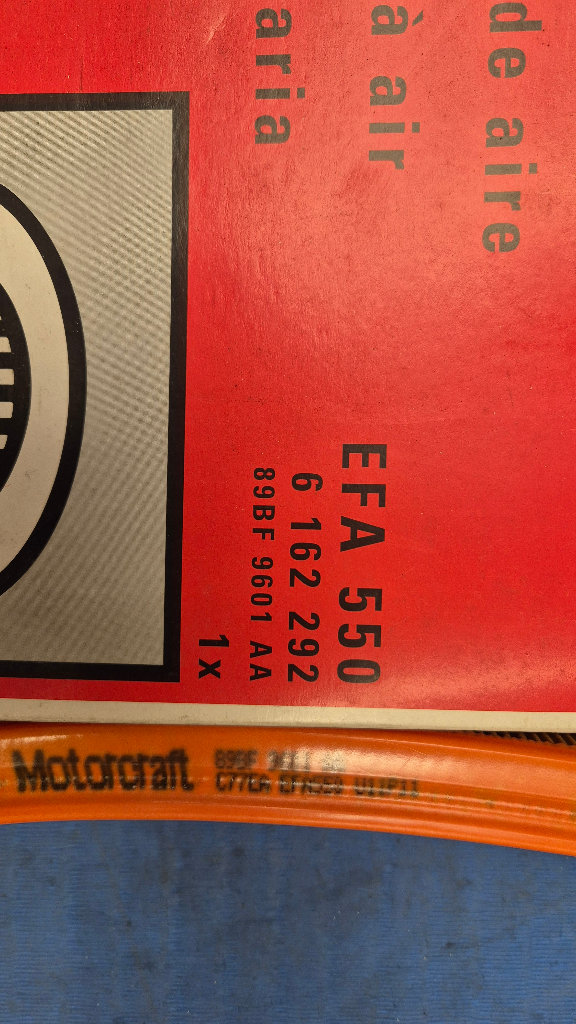 de aire
à air
aria
EFA 550
6 162 292
89BF 9601 AA
1x
Motorcraft